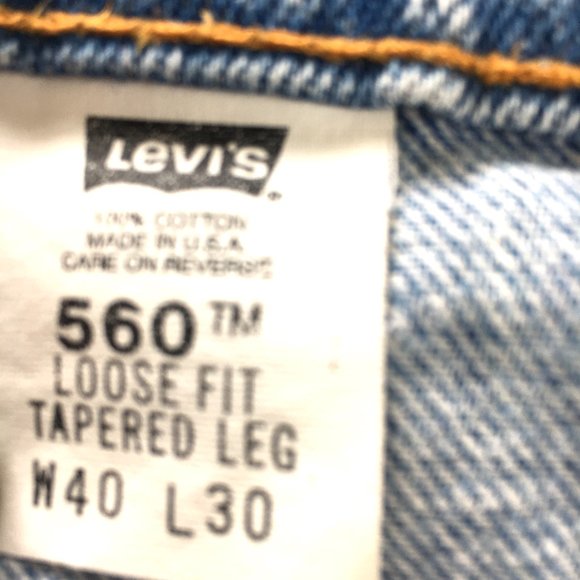 Levi's
100% COTTON
MADE IN U.S.A.
CARE ON REVERSE
560™
LOOSE FIT
TAPERED LEG
W40 L30